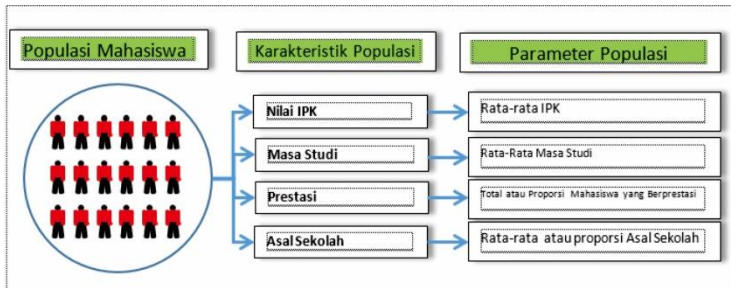 Populasi Mahasiswa
Karakteristik Populasi
Parameter Populasi
Nilai IPK
Rata-rata IPK
Masa Studi
Rata-Rata Masa Studi
Prestasi
Total atau Proporsi Mahasiswa yang Berprestasi
Asal Sekolah
Rata-rata atau proporsi Asal Sekolah